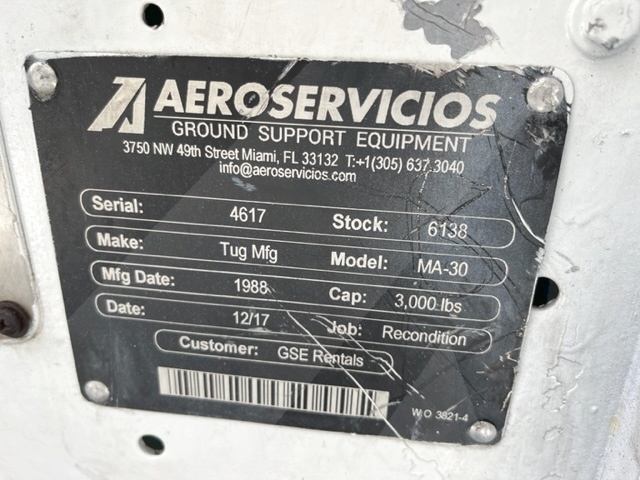 AEROSERVICIOS
GROUND SUPPORT EQUIPMENT
3750 NW 49th Street Miami, FL 33132 T:+1(305) 637 3040
info@aeroservicios.com
Serial: 4617 Stock: 6138
Make: Tug Mfg Model: MA-30
Mfg Date: 1988 Cap: 3,000 lbs
Date: 12/17 Job: Recondition
Customer: GSE Rentals
W.O 3821-4